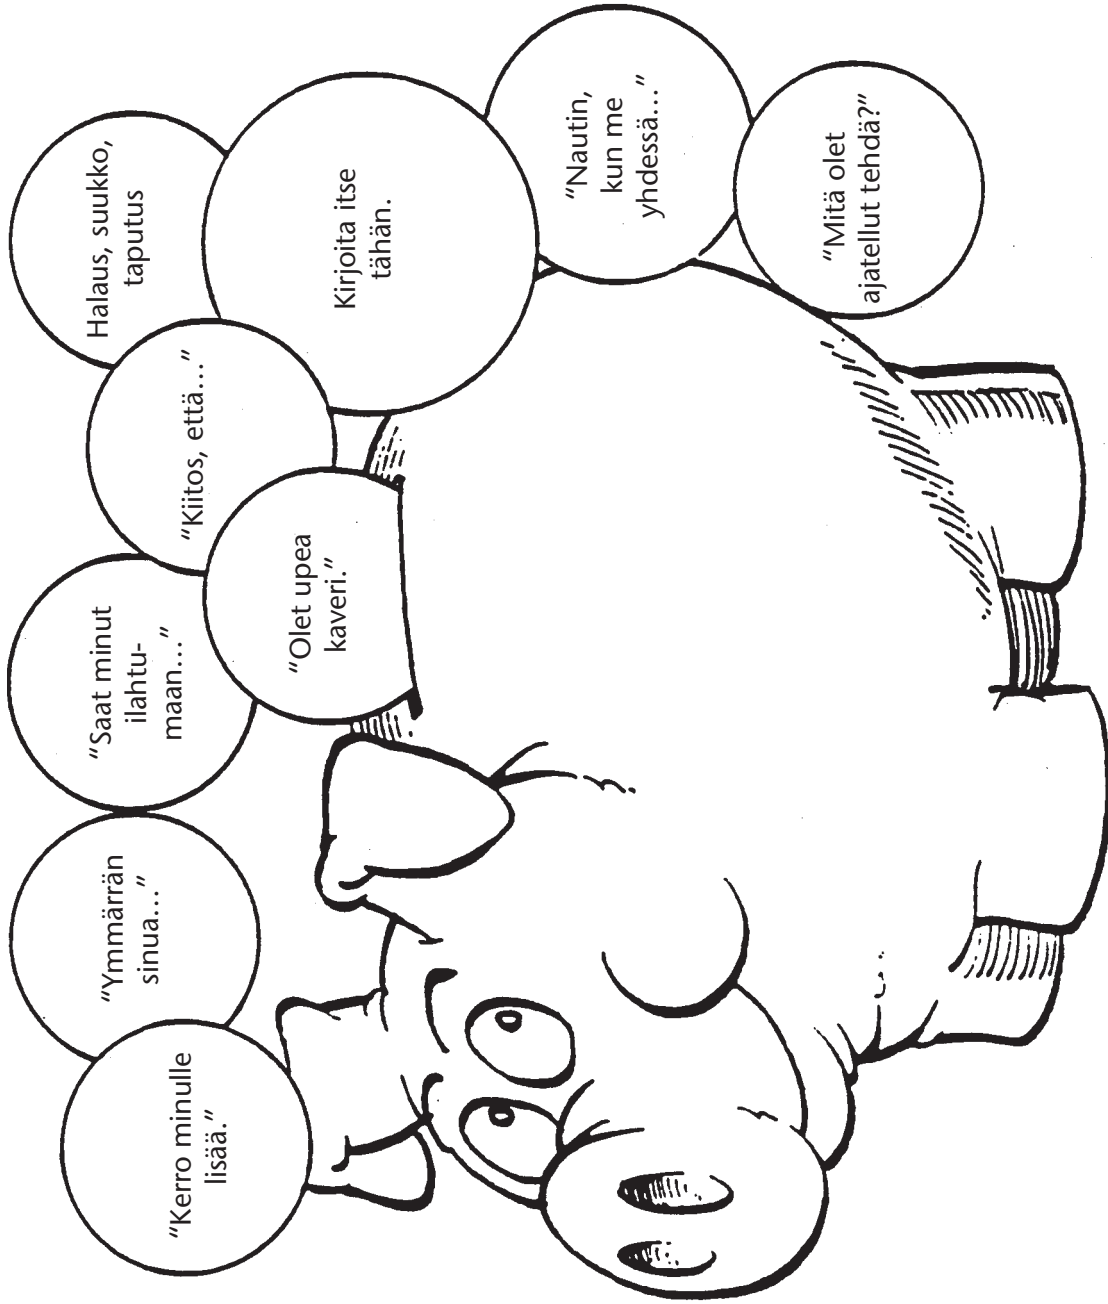 “Kerro minulle
lisää.”
“Ymmärrän
sinua...”
“Saat minut
ilahtu-
maan...”
“Olet upea
kaveri.”
“Kiitos, että...”
Halaus, suukko,
taputus
Kirjoita itse
tähän.
“Nautin,
kun me
yhdessä...”
“Mitä olet
ajatellut tehdä?”